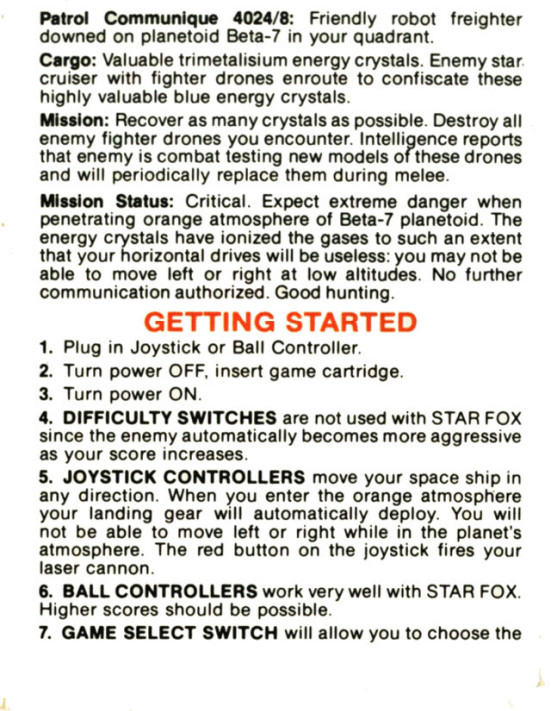 Patrol Communique 4024/8: Friendly robot freighter
downed on planetoid Beta-7 in your quadrant.
Cargo: Valuable trimetalisium energy crystals. Enemy star
cruiser with fighter drones enroute to confiscate these
highly valuable blue energy crystals.
Mission: Recover as many crystals as possible. Destroy all
enemy fighter drones you encounter. Intelligence reports
that enemy is combat testing new models of these drones
and will periodically replace them during melee.
Mission Status: Critical. Expect extreme danger when
penetrating orange atmosphere of Beta-7 planetoid. The
energy crystals have ionized the gases to such an extent
that your horizontal drives will be useless: you may not be
able to move left or right at low altitudes. No further
communication authorized. Good hunting.
GETTING STARTED
1. Plug in Joystick or Ball Controller.
2. Turn power OFF, insert game cartridge.
3. Turn power ON.
4. DIFFICULTY SWITCHES are not used with STAR FOX
since the enemy automatically becomes more aggressive
as your score increases.
5. JOYSTICK CONTROLLERS move your space ship in
any direction. When you enter the orange atmosphere
your landing gear will automatically deploy. You will
not be able to move left or right while in the planet's
atmosphere. The red button on the joystick fires your
laser cannon.
6. BALL CONTROLLERS work very well with STAR FOX.
Higher scores should be possible.
7. GAME SELECT SWITCH will allow you to choose the